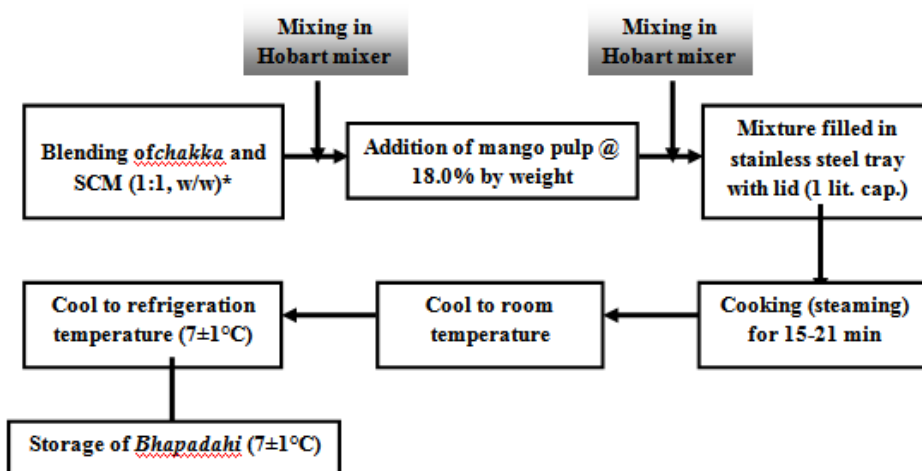 Mixing in
Hobart mixer
Mixing in
Hobart mixer
Blending ofchakka and
SCM (1:1, w/w)*
Addition of mango pulp @
18.0% by weight
Mixture filled in
stainless steel tray
with lid (1 lit. cap.)
Cool to refrigeration
temperature (7±1°C)
Cool to room
temperature
Cooking (steaming)
for 15-21 min
Storage of Bhapadahi (7±1°C)